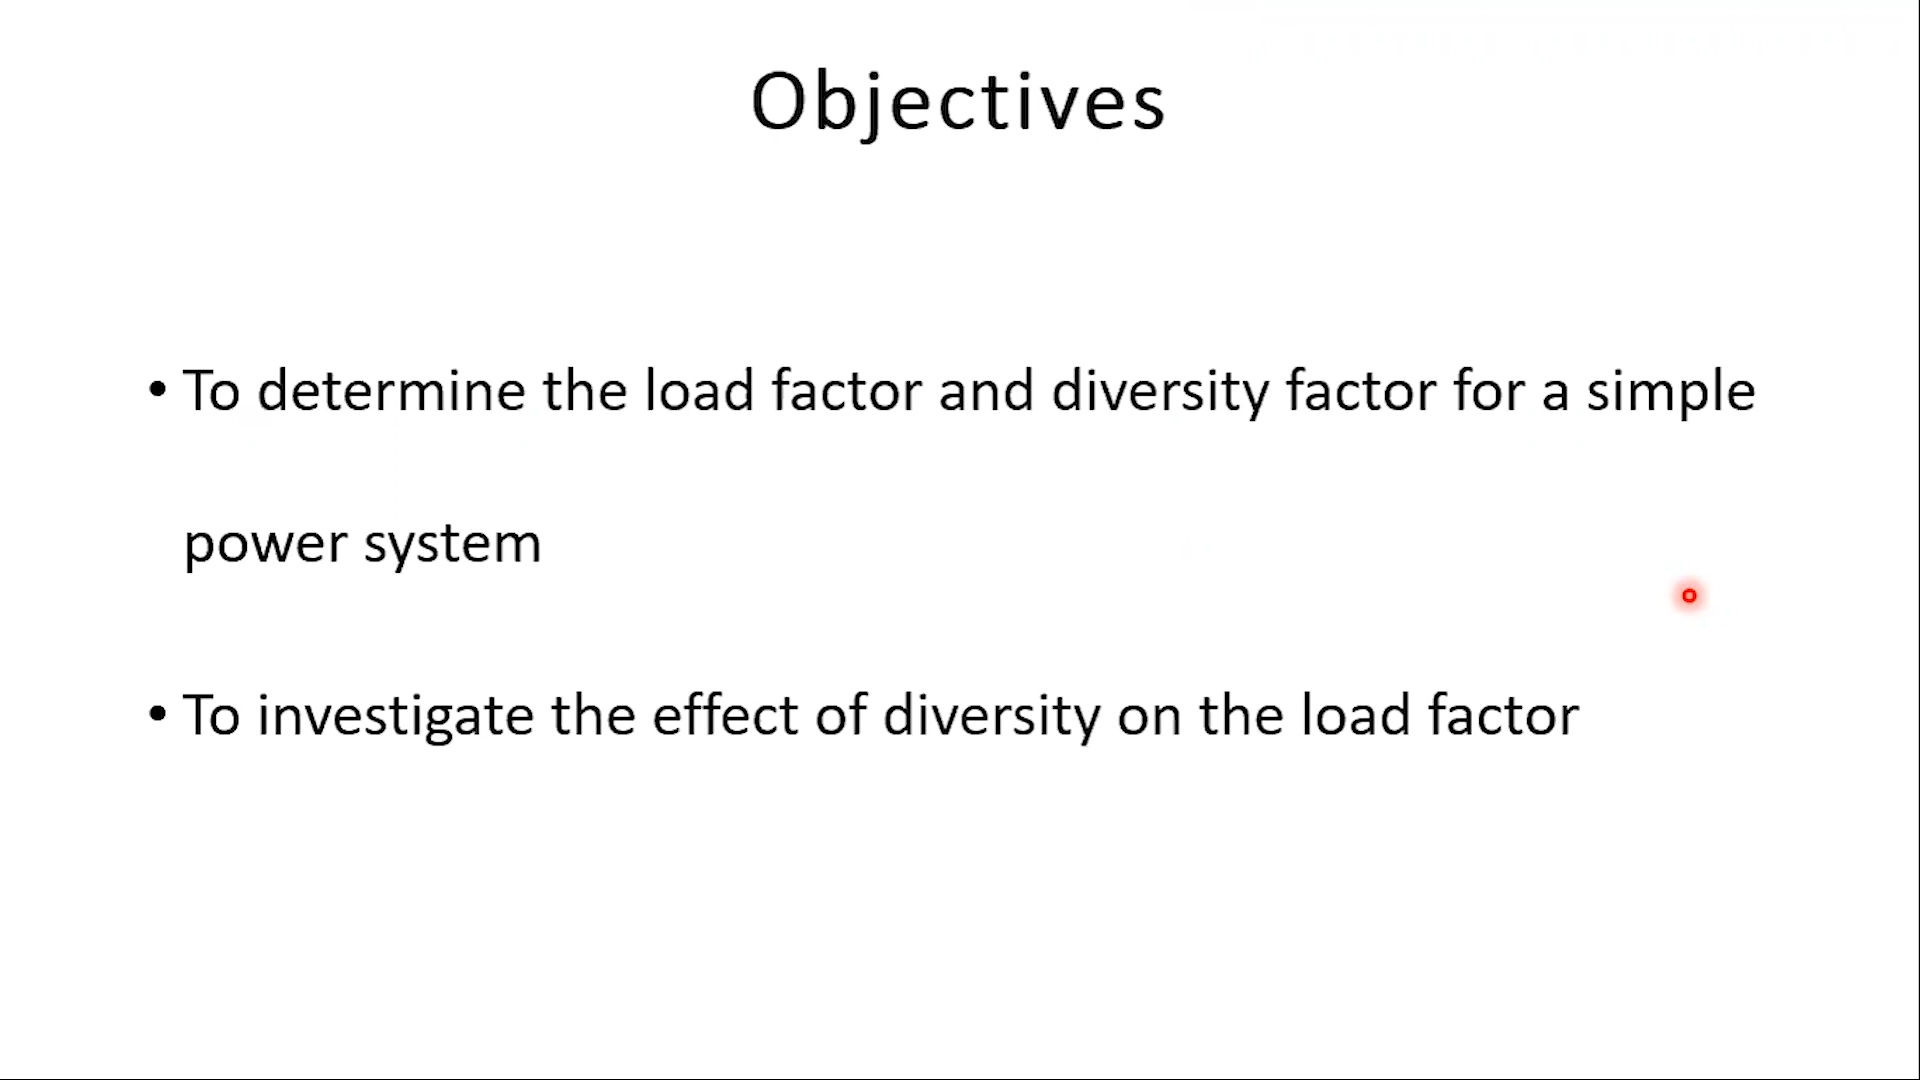 Objectives
• To determine the load factor and diversity factor for a simple
power system
• To investigate the effect of diversity on the load factor